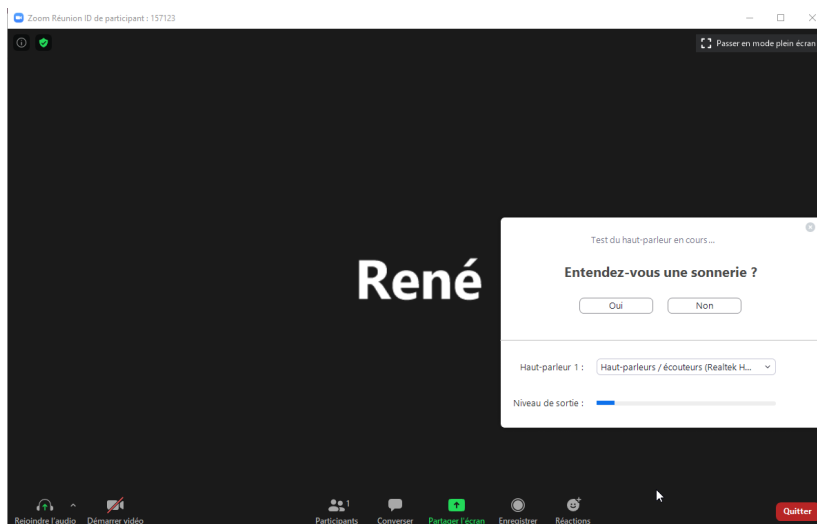 Zoom Réunion ID de participant : 157123
Passer en mode plein écran
Test du haut-parleur en cours...
Entendez-vous une sonnerie ?
Oui Non
René
Haut-parleur 1 : Haut-parleurs / écouteurs (Realtek H...
Niveau de sortie :
1
Rejoindre l'audio Démarrer vidéo Participants Converser Partager l'écran Enregistrer Réactions Quitter